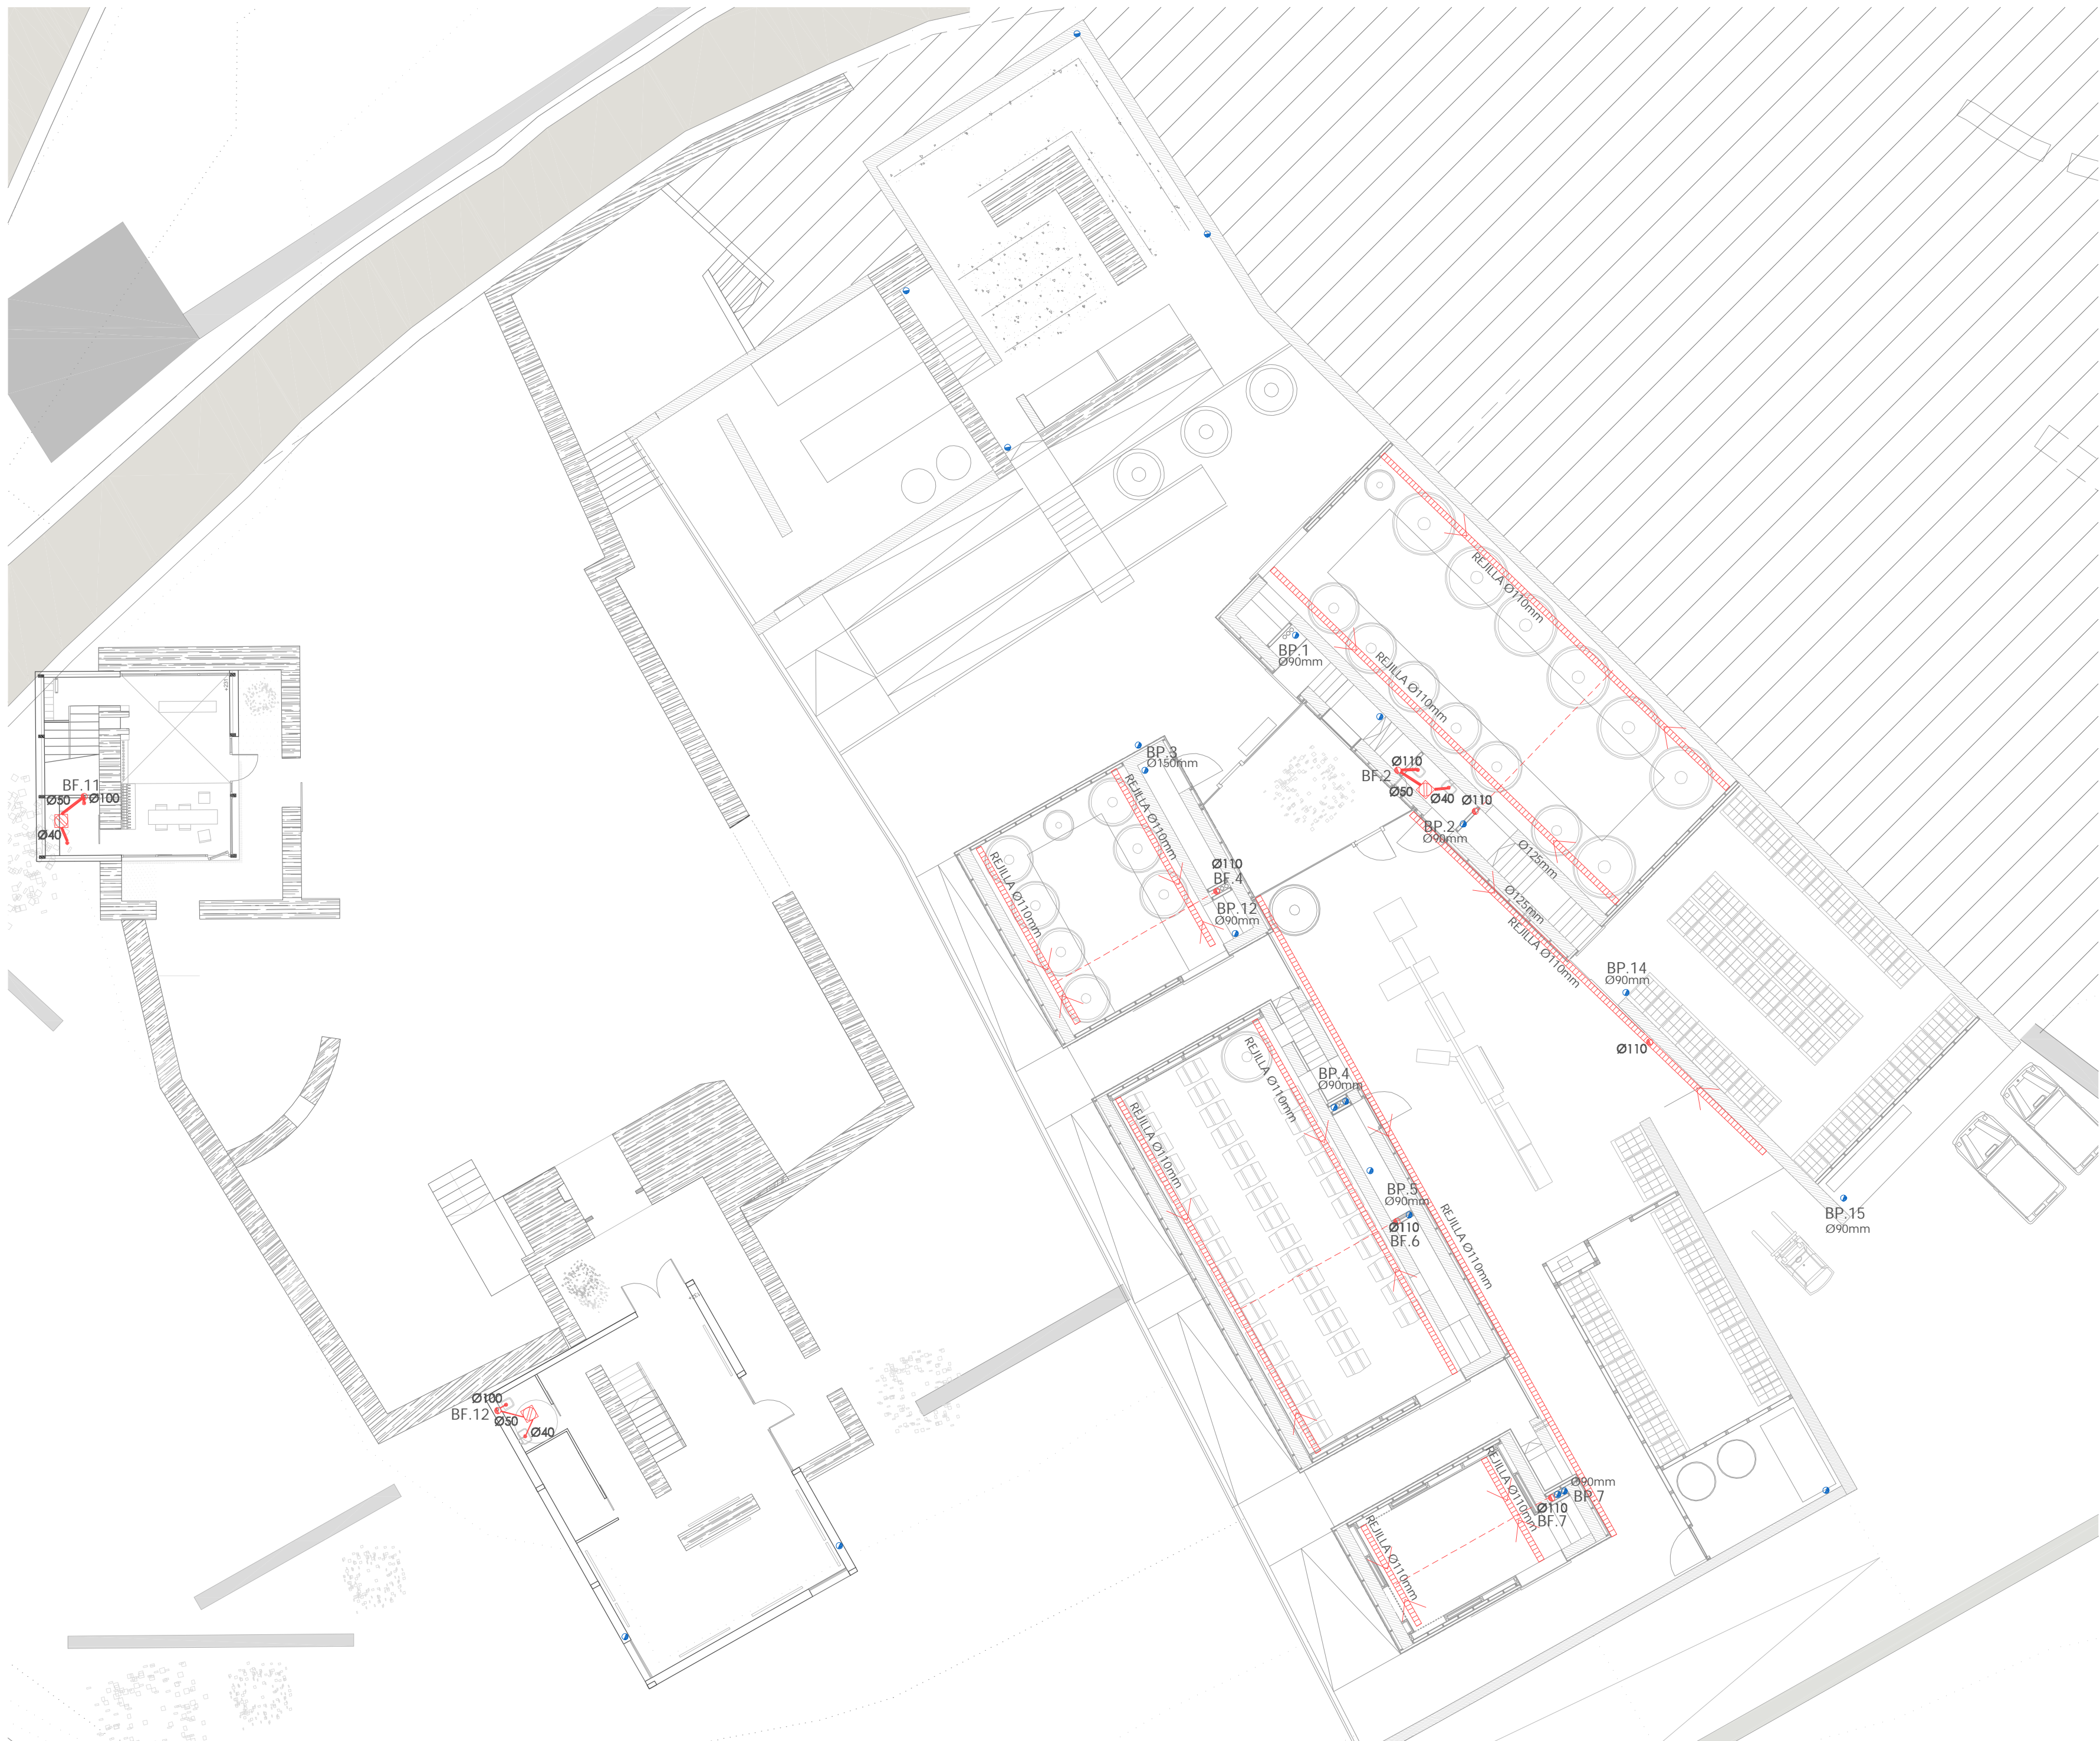 REJILLA Ø110mm
REJILLA Ø110mm
BP.1
Ø90mm
BP.3
Ø150mm
REJILLA Ø110mm
Ø110
BF.2
Ø50
Ø40
Ø110
BP.2
Ø90mm
BF.11
Ø50
Ø100
Ø40
Ø125mm
Ø125mm
REJILLA Ø110mm
REJILLA Ø110mm
Ø110
BF.4
BP.12
Ø90mm
BP.14
Ø90mm
Ø110
REJILLA Ø110mm
REJILLA Ø110mm
BP.4
Ø90mm
BP.5
Ø90mm
Ø110
BF.6
REJILLA Ø110mm
BP.15
Ø90mm
Ø100
BF.12
Ø50
Ø40
REJILLA Ø110mm
REJILLA Ø110mm
Ø90mm
BP.7
Ø110
BF.7